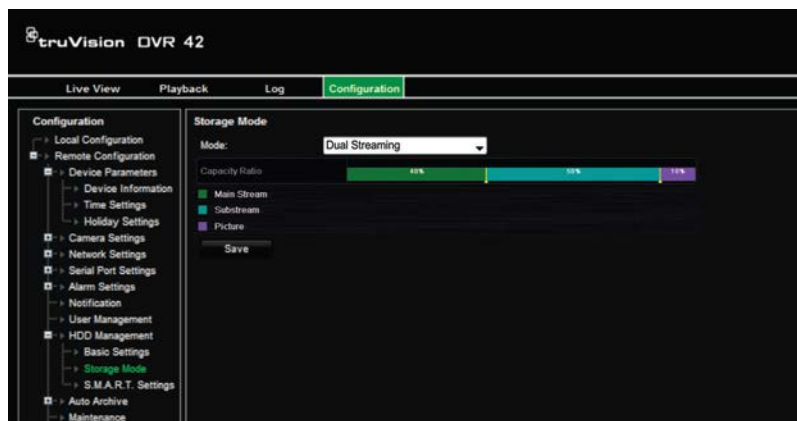 truVision DVR 42
Live View Playback Log Configuration
Configuration
Local Configuration
Remote Configuration
Device Parameters
Device Information
Time Settings
Holiday Settings
Camera Settings
Network Settings
Serial Port Settings
Alarm Settings
Notification
User Management
HDD Management
Basic Settings
Storage Mode
S.M.A.R.T. Settings
Auto Archive
Maintenance
Storage Mode
Mode: Dual Streaming
Capacity Ratio 40% 50% 10%
Main Stream
Substream
Picture
Save